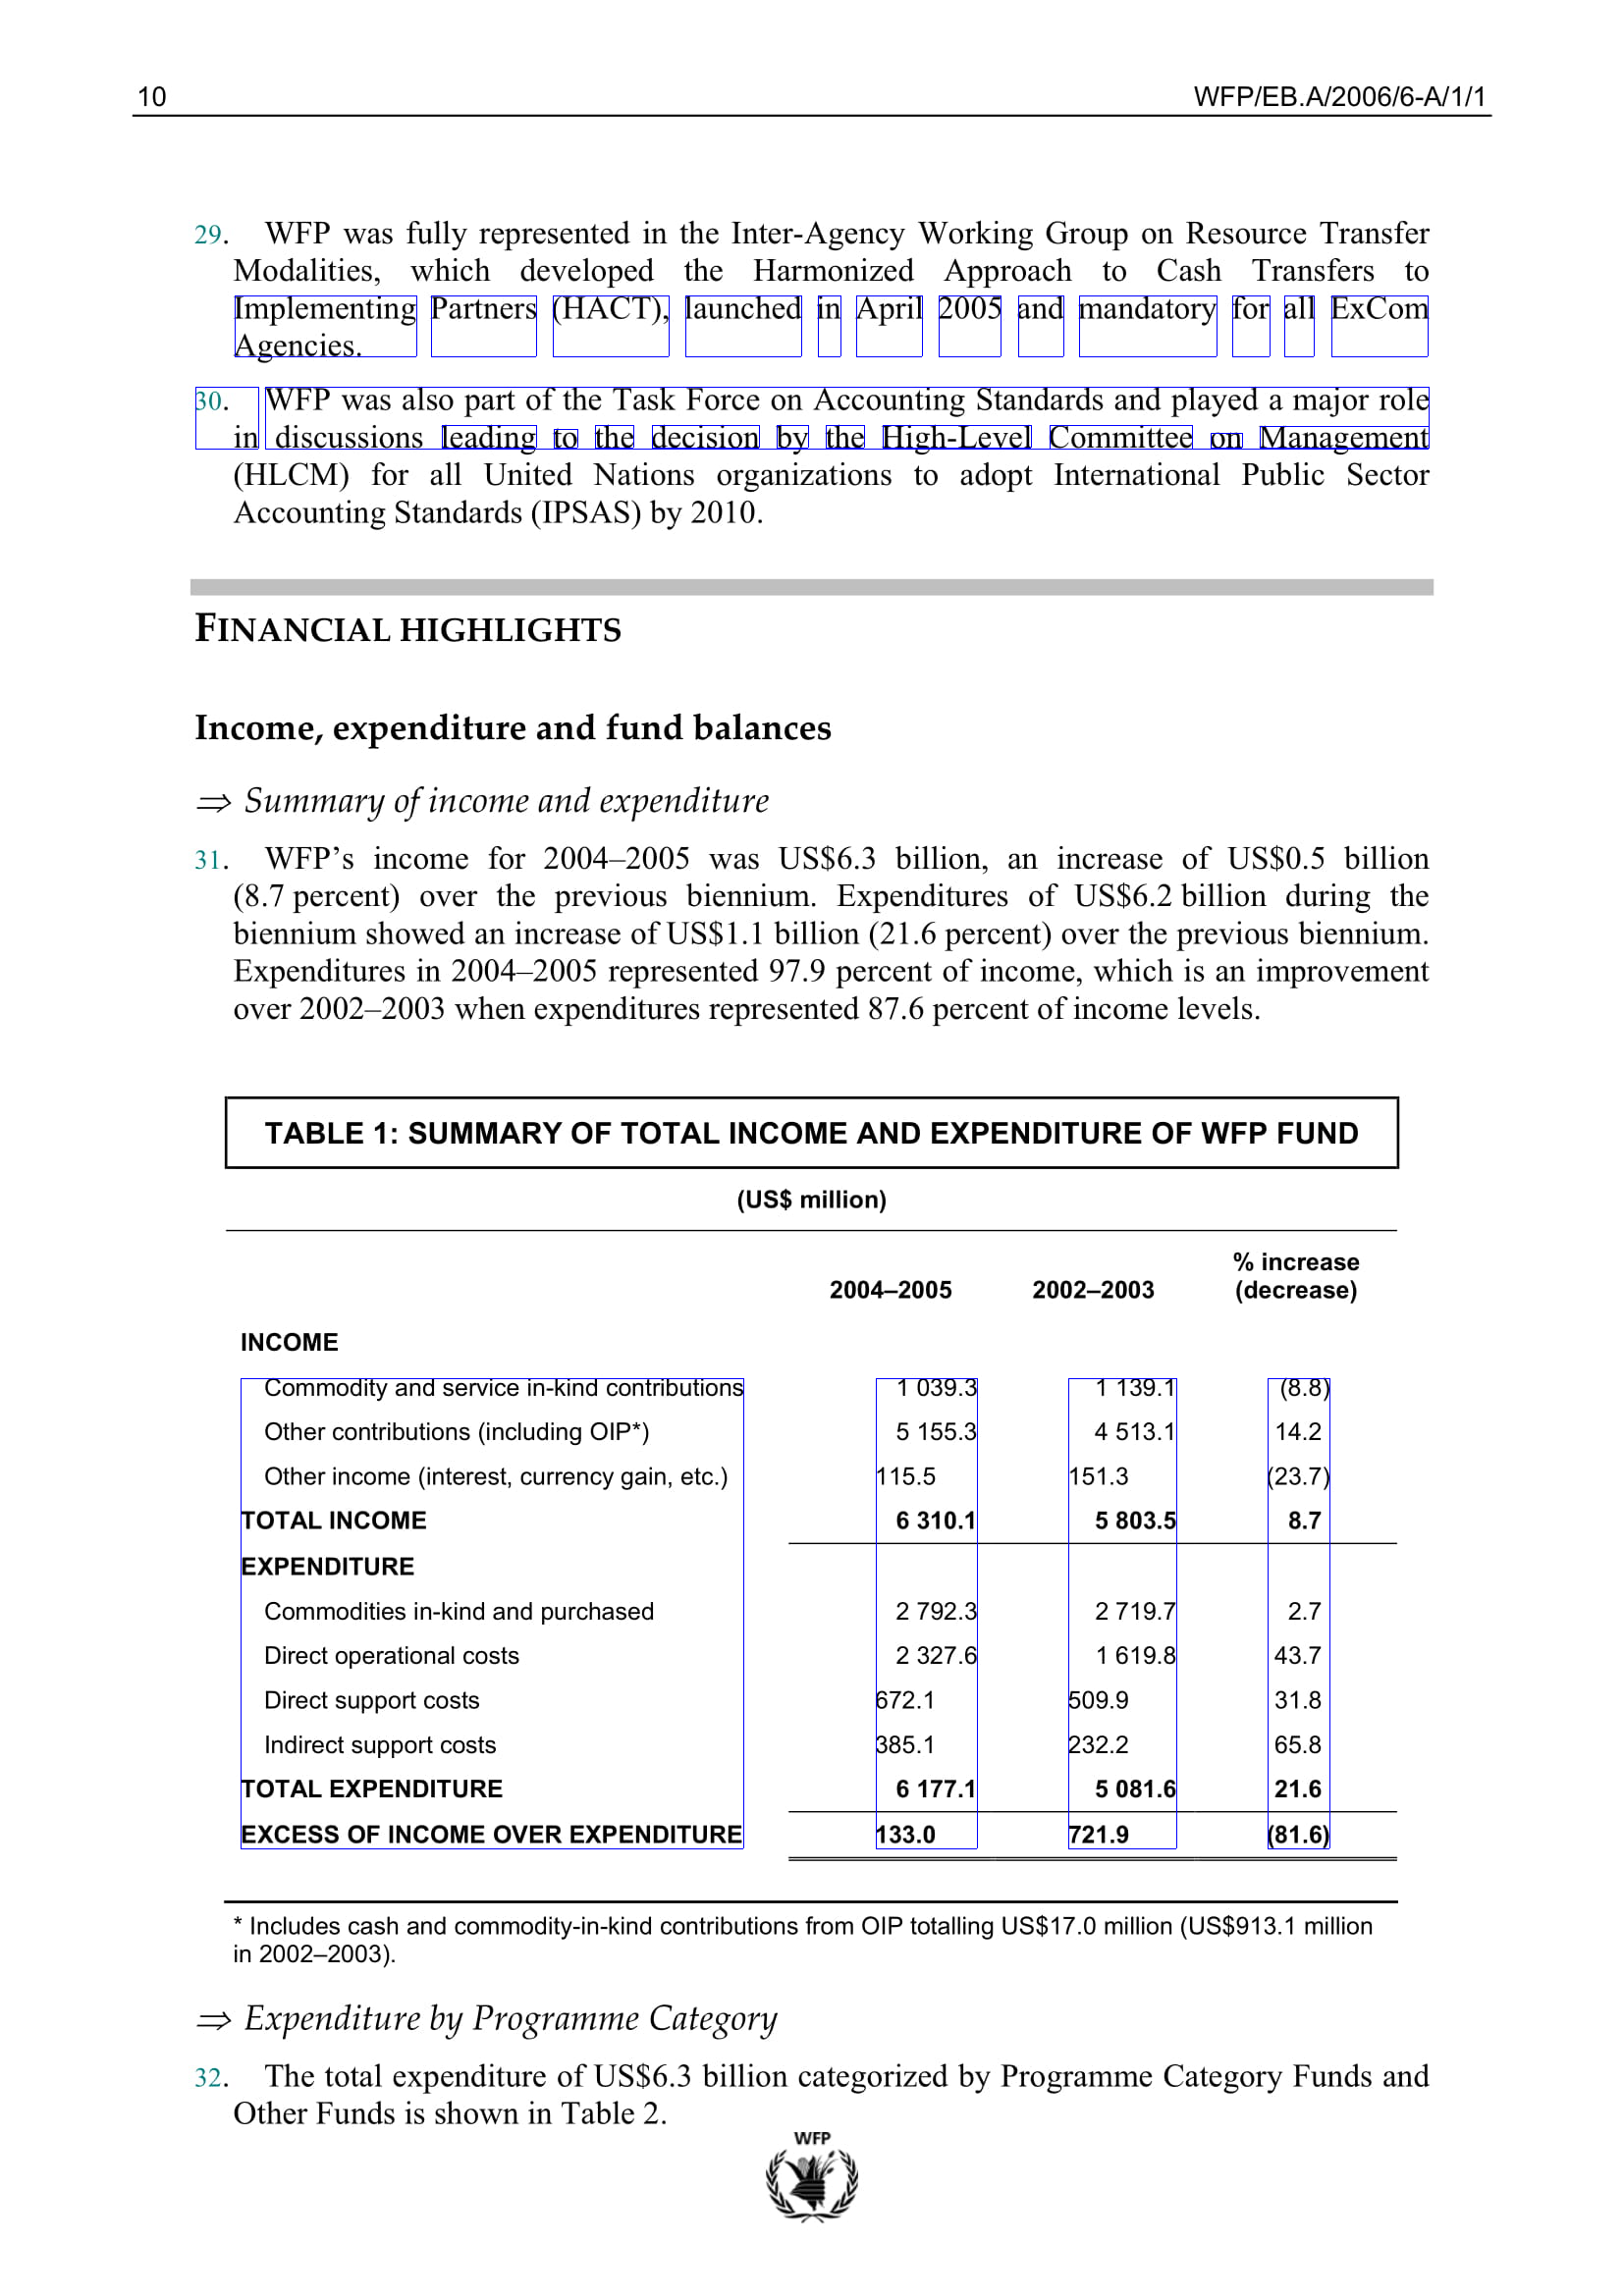 10 WFP/EB.A/2006/6-A/1/1
29. WFP was fully represented in the Inter-Agency Working Group on Resource Transfer
Modalities, which developed the Harmonized Approach to Cash Transfers to
Implementing Partners (HACT), launched in April 2005 and mandatory for all ExCom
Agencies.
30. WFP was also part of the Task Force on Accounting Standards and played a major role
in discussions leading to the decision by the High-Level Committee on Management
(HLCM) for all United Nations organizations to adopt International Public Sector
Accounting Standards (IPSAS) by 2010.
FINANCIAL HIGHLIGHTS
Income, expenditure and fund balances
⇒ Summary of income and expenditure
31. WFP’s income for 2004–2005 was US$6.3 billion, an increase of US$0.5 billion
(8.7 percent) over the previous biennium. Expenditures of US$6.2 billion during the
biennium showed an increase of US$1.1 billion (21.6 percent) over the previous biennium.
Expenditures in 2004–2005 represented 97.9 percent of income, which is an improvement
over 2002–2003 when expenditures represented 87.6 percent of income levels.
TABLE 1: SUMMARY OF TOTAL INCOME AND EXPENDITURE OF WFP FUND
(US$ million)
2004–2005 2002–2003 % increase
(decrease)
INCOME
Commodity and service in-kind contributions 1 039.3 1 139.1 (8.8)
Other contributions (including OIP*) 5 155.3 4 513.1 14.2
Other income (interest, currency gain, etc.) 115.5 151.3 (23.7)
TOTAL INCOME 6 310.1 5 803.5 8.7
EXPENDITURE
Commodities in-kind and purchased 2 792.3 2 719.7 2.7
Direct operational costs 2 327.6 1 619.8 43.7
Direct support costs 672.1 509.9 31.8
Indirect support costs 385.1 232.2 65.8
TOTAL EXPENDITURE 6 177.1 5 081.6 21.6
EXCESS OF INCOME OVER EXPENDITURE 133.0 721.9 (81.6)
* Includes cash and commodity-in-kind contributions from OIP totalling US$17.0 million (US$913.1 million
in 2002–2003).
⇒ Expenditure by Programme Category
32. The total expenditure of US$6.3 billion categorized by Programme Category Funds and
Other Funds is shown in Table 2.
WFP